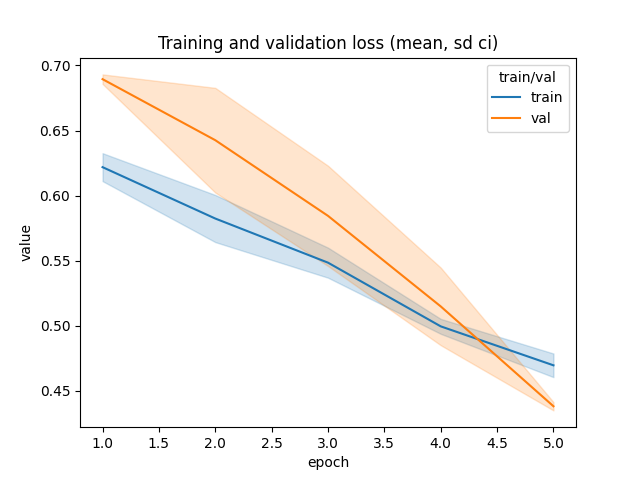 Training and validation loss (mean, sd ci)
train/val
train
val
value
0.70
0.65
0.60
0.55
0.50
0.45
1.0 1.5 2.0 2.5 3.0 3.5 4.0 4.5 5.0
epoch